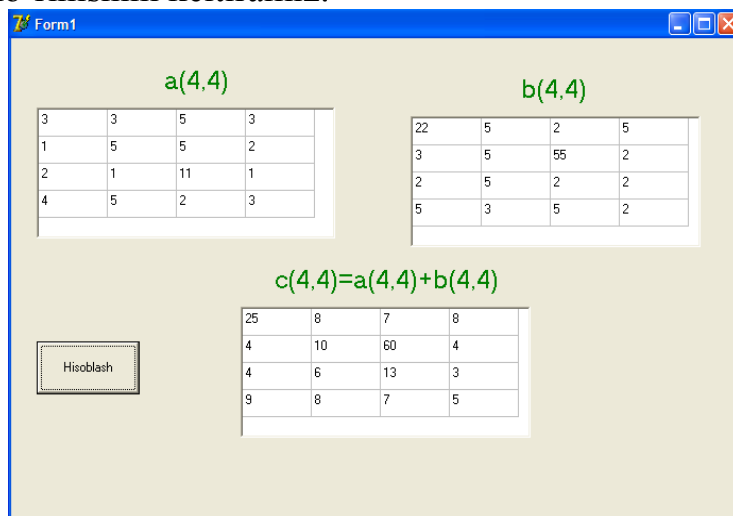 Form1
a(4,4)
3 3 5 3
1 5 5 2
2 1 11 1
4 5 2 3
b(4,4)
22 5 2 5
3 5 55 2
2 5 2 2
5 3 5 2
c(4,4)=a(4,4)+b(4,4)
25 8 7 8
4 10 60 4
4 6 13 3
9 8 7 5
Hisoblash